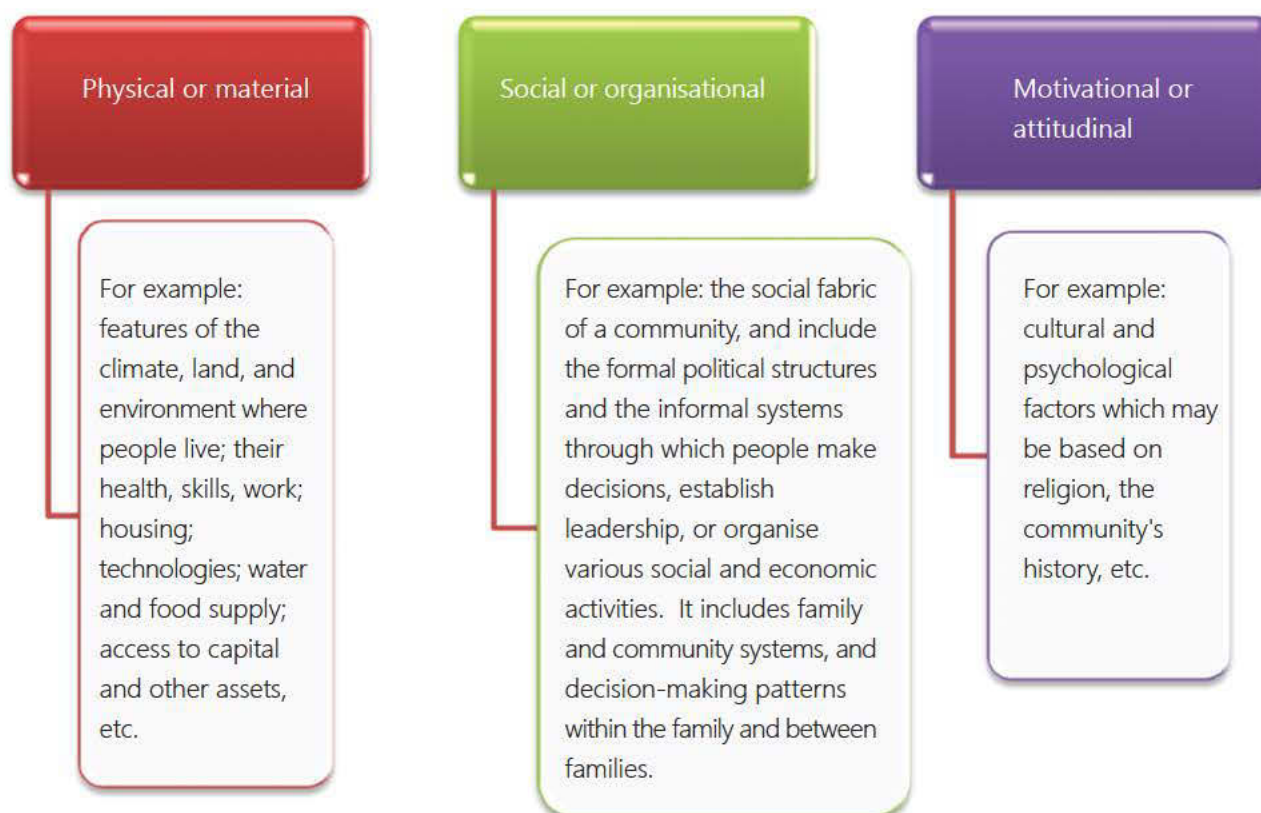 Physical or material
For example:
features of the
climate, land, and
environment where
people live; their
health, skills, work;
housing;
technologies; water
and food supply;
access to capital
and other assets,
etc.
Social or organisational
For example: the social fabric
of a community, and include
the formal political structures
and the informal systems
through which people make
decisions, establish
leadership, or organise
various social and economic
activities.  It includes family
and community systems, and
decision-making patterns
within the family and between
families.
Motivational or
attitudinal
For example:
cultural and
psychological
factors which may
be based on
religion, the
community's
history, etc.